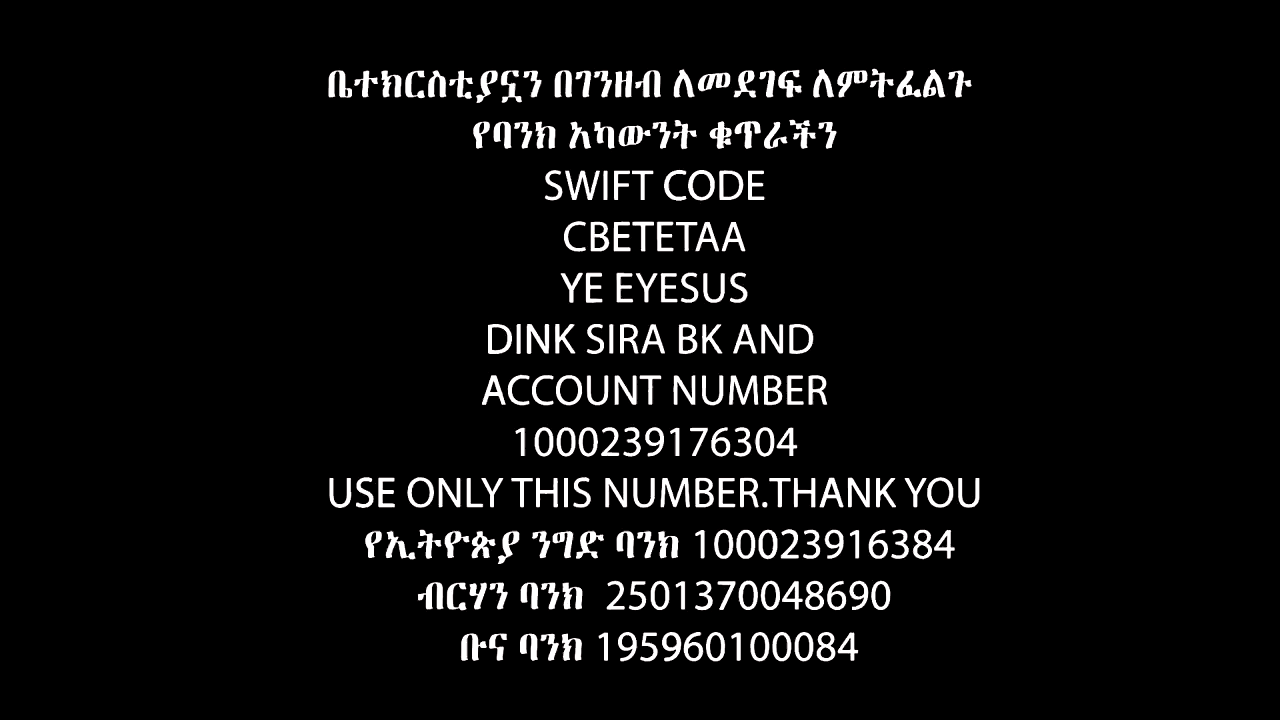 ቤተክርስቲያኗን በገንዘብ ለመደገፍ ለምትፈልጉ
የባንክ አካውንት ቁጥራችን
SWIFT CODE
CBETETAA
YE EYESUS
DINK SIRA BK AND
ACCOUNT NUMBER
1000239176304
USE ONLY THIS NUMBER.THANK YOU
የኢትዮጵያ ንግድ ባንክ 100023916384
ብርሃን ባንክ 2501370048690
ቡና ባንክ 195960100084